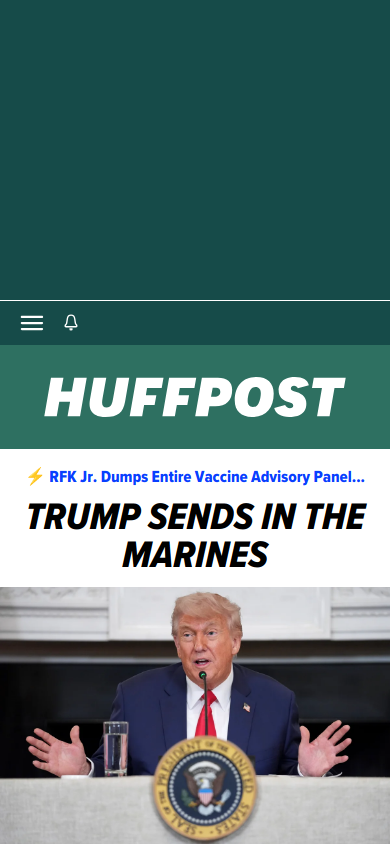 HUFFPOST
⚡ RFK Jr. Dumps Entire Vaccine Advisory Panel...
TRUMP SENDS IN THE
MARINES
SEAL OF THE PRESIDENT OF THE UNITED STATES